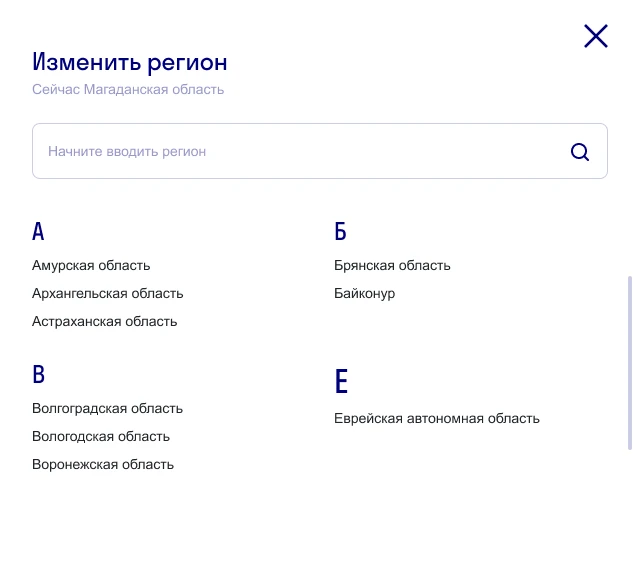 Изменить регион
Сейчас Магаданская область
Начните вводить регион
А
Амурская область
Архангельская область
Астраханская область
Б
Брянская область
Байконур
В
Волгоградская область
Вологодская область
Воронежская область
Е
Еврейская автономная область